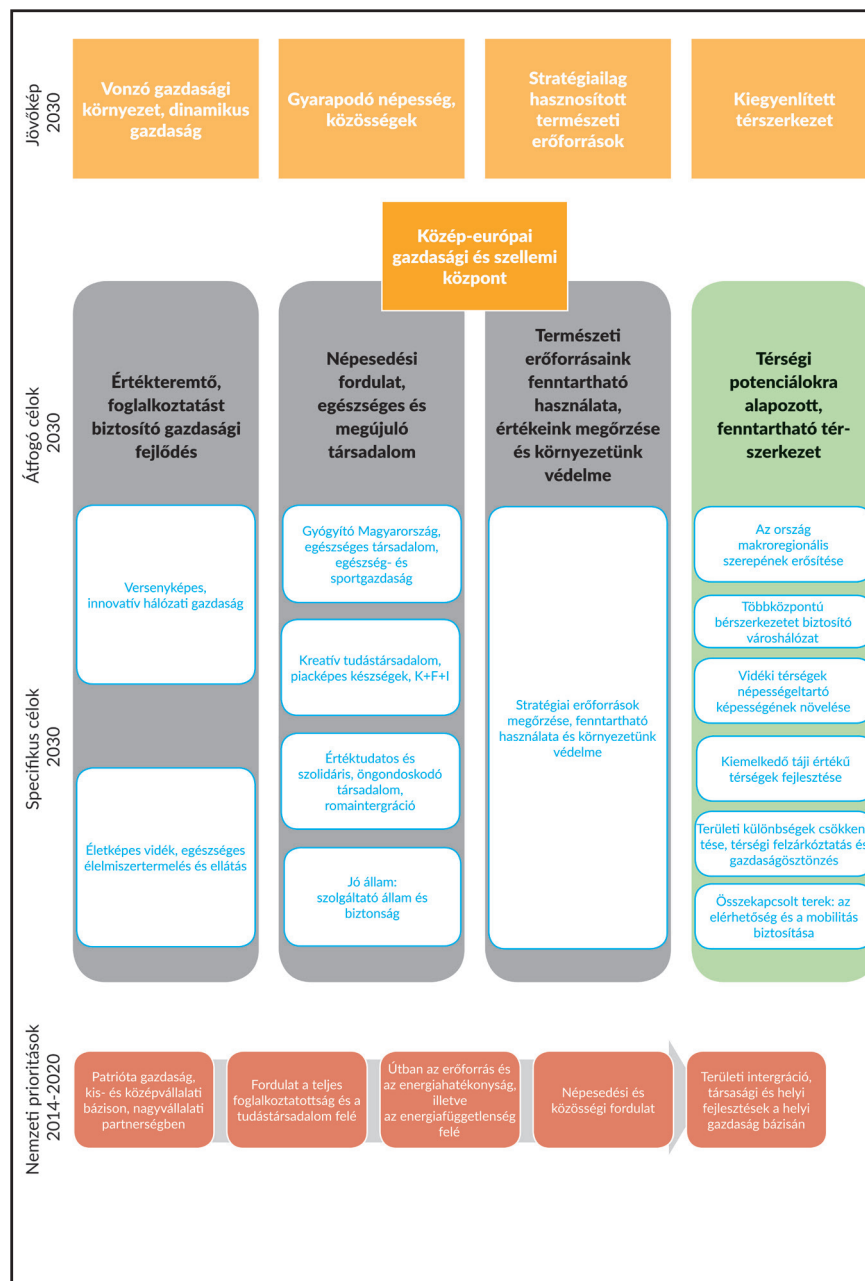 Jövőkép
2030
Vonzó gazdasági
környezet, dinamikus
gazdaság
Gyarapodó népesség,
közösségek
Stratégiailag
hasznosított
természeti
erőforrások
Kiegyenlített
térszerkezet
Közép-európai
gazdasági és szellemi
központ
Átfogó célok
2030
Értékteremtő,
foglalkoztatást
biztosító gazdasági
fejlődés
Népesedési
fordulat,
egészséges és
megújuló
társadalom
Természeti
erőforrásaink
fenntartható
használata,
értékeink megőrzése
és környezetünk
védelme
Térségi
potenciálokra
alapozott,
fenntartható tér-
szerkezet
Specifikus célok
2030
Versenyképes,
innovatív hálózati gazdaság
Életképes vidék, egészséges
élelmiszertermelés és ellátás
Gyógyító Magyarország,
egészséges társadalom,
egészség- és
sportgazdaság
Kreatív tudástársadalom,
piacképes készségek, K+F+I
Értéktudatos és
szolidáris, öngondoskodó
társadalom,
romaintergráció
Jó állam:
szolgáltató állam és
biztonság
Stratégiai erőforrások
megőrzése, fenntartható
használata és környezetünk
védelme
Az ország
makroregionális
szerepének erősítése
Többközpontú
bérszerkezetet biztosító
városhálózat
Vidéki térségek
népességeltartó
képességének növelése
Kiemelkedő táji értékű
térségek fejlesztése
Területi különbségek csökken
tése, térségi felzárkóztatás és
gazdaságösztönzés
Összekapcsolt terek: az
elérhetőség és a mobilitás
biztosítása
Nemzeti prioritások
2014-2020
Patrióta gazdaság,
kis- és középvállalati
bázison, nagyvállalati
partnerségben
Fordulat a teljes
foglalkoztatottság és a
tudástársadalom felé
Útban az erőforrás és
az energiahatékonyság,
illetve
az energiafüggetlenség
felé
Népesedési és
közösségi fordulat
Területi intergráció,
társasági és helyi
fejlesztések a helyi
gazdaság bázisán